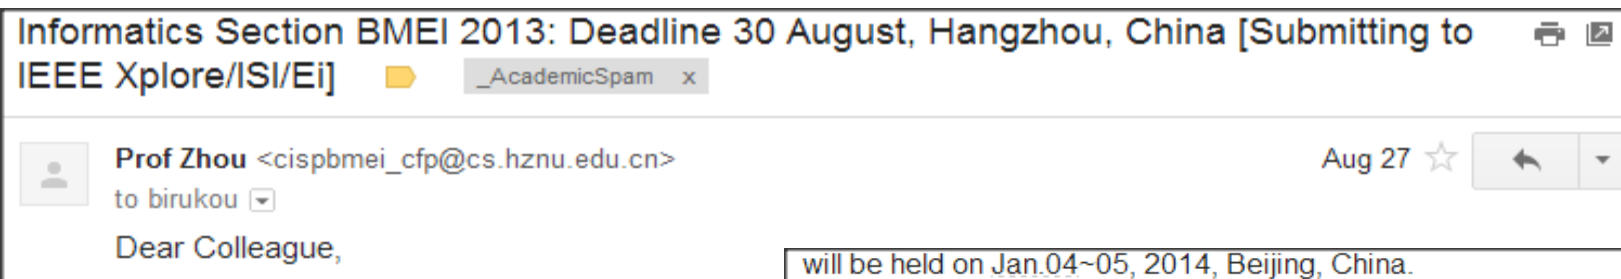 Informatics Section BMEI 2013: Deadline 30 August, Hangzhou, China [Submitting to
IEEE Xplore/ISI/Ei] _AcademicSpam x
Prof Zhou <cispbmei_cfp@cs.hznu.edu.cn> Aug 27
to birukou
Dear Colleague,
will be held on Jan.04~05, 2014, Beijing, China.